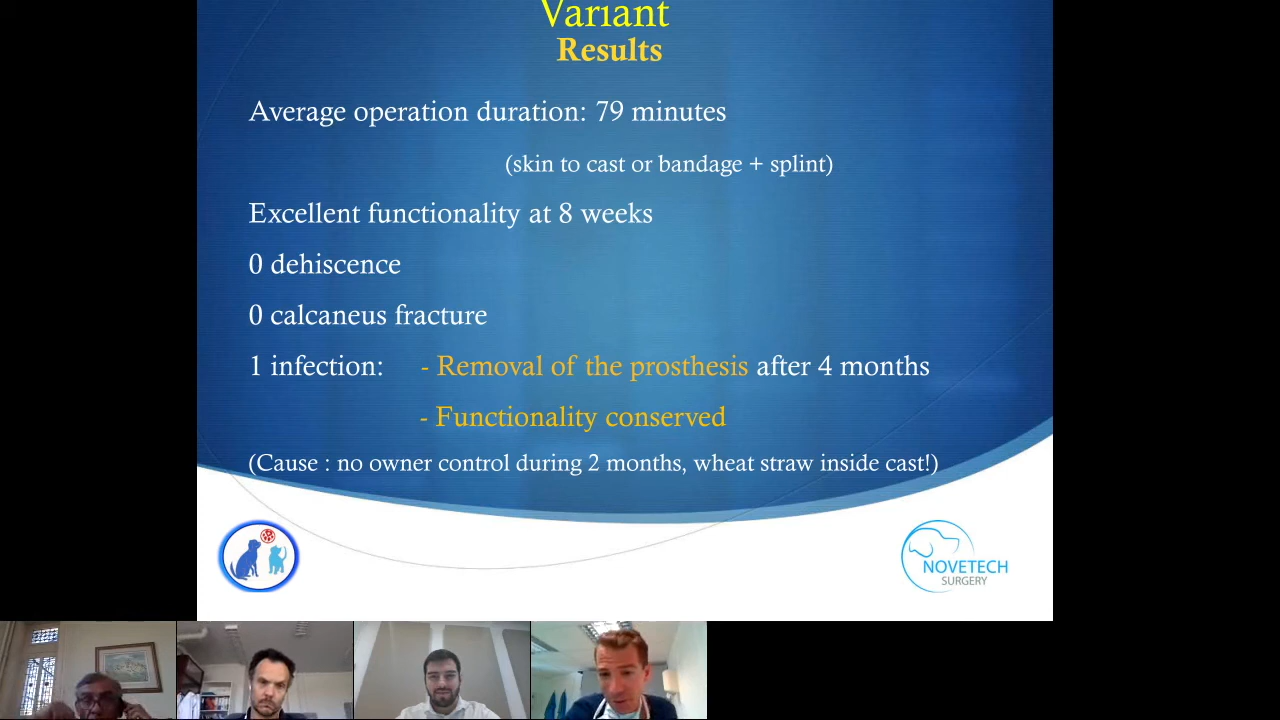 Variant
Results
Average operation duration: 79 minutes
(skin to cast or bandage + splint)
Excellent functionality at 8 weeks
0 dehiscence
0 calcaneus fracture
1 infection: - Removal of the prosthesis after 4 months
- Functionality conserved
(Cause : no owner control during 2 months, wheat straw inside cast!)
NOVETECH
SURGERY